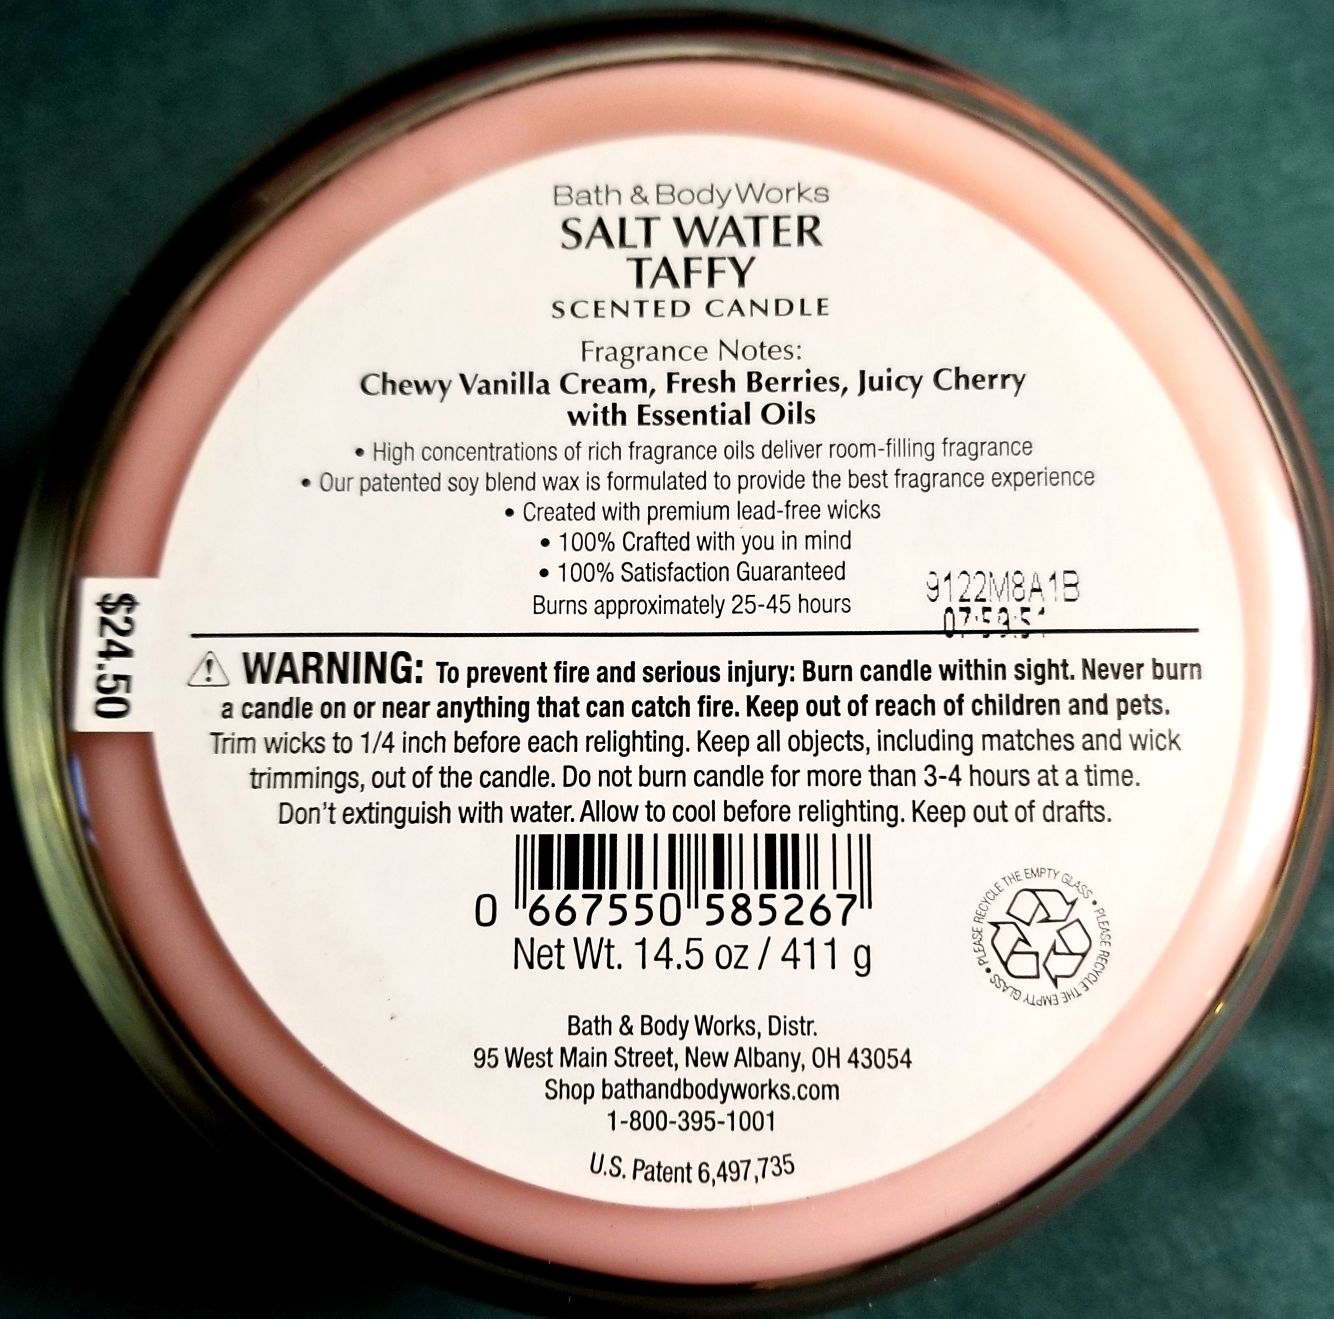 Bath & Body Works
SALT WATER
TAFFY
SCENTED CANDLE
Fragrance Notes:
Chewy Vanilla Cream, Fresh Berries, Juicy Cherry
with Essential Oils
• High concentrations of rich fragrance oils deliver room-filling fragrance
• Our patented soy blend wax is formulated to provide the best fragrance experience
• Created with premium lead-free wicks
• 100% Crafted with you in mind
• 100% Satisfaction Guaranteed
Burns approximately 25-45 hours
9122M8A1B
$24.50
WARNING: To prevent fire and serious injury: Burn candle within sight. Never burn
a candle on or near anything that can catch fire. Keep out of reach of children and pets.
Trim wicks to 1/4 inch before each relighting. Keep all objects, including matches and wick
trimmings, out of the candle. Do not burn candle for more than 3-4 hours at a time.
Don't extinguish with water. Allow to cool before relighting. Keep out of drafts.
0 667550 585267
Net Wt. 14.5 oz / 411 g
PLEASE RECYCLE THE EMPTY GLASS • PLEASE RECYCLE THE EMPTY GLASS •
Bath & Body Works, Distr.
95 West Main Street, New Albany, OH 43054
Shop bathandbodyworks.com
1-800-395-1001
U.S. Patent 6,497,735